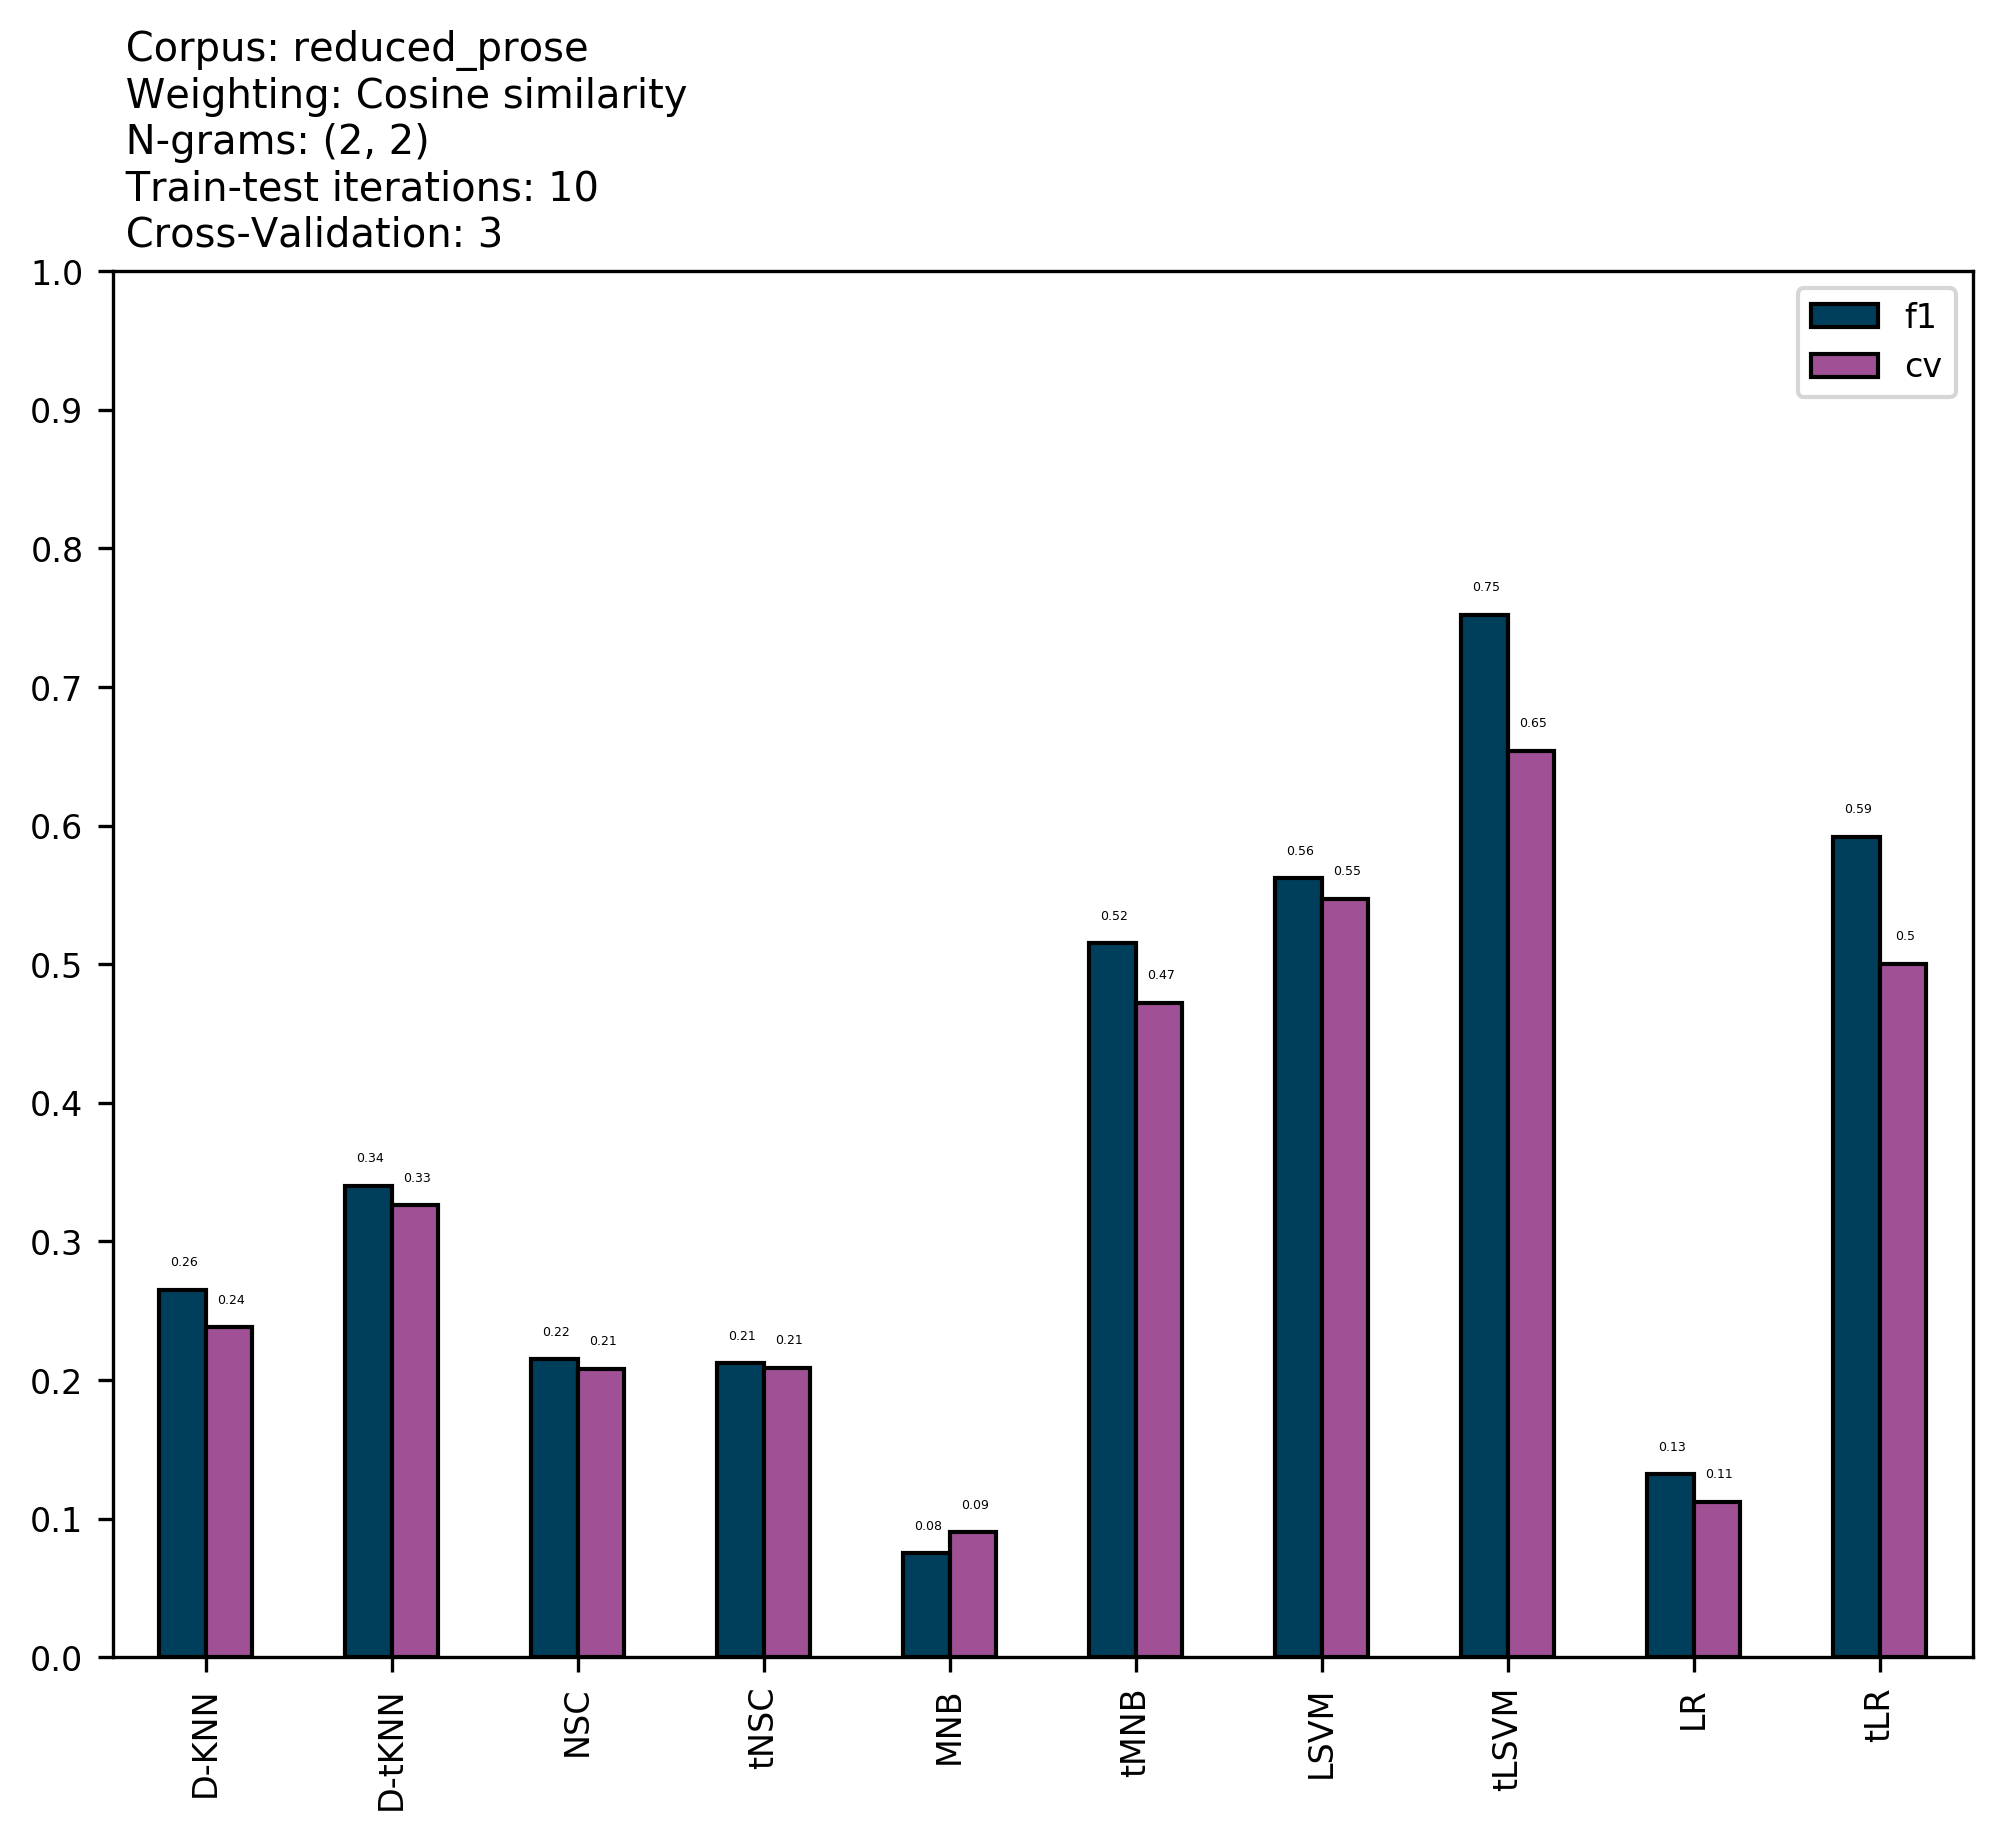 Corpus: reduced_prose
Weighting: Cosine similarity
N-grams: (2, 2)
Train-test iterations: 10
Cross-Validation: 3
1.0
0.9
0.8
0.7
0.6
0.5
0.4
0.3
0.2
0.1
0.0
f1
cv
0.26
0.24
0.34
0.33
0.22
0.21
0.21
0.21
0.08
0.09
0.52
0.47
0.56
0.55
0.75
0.65
0.13
0.11
0.59
0.5
D-KNN
D-tKNN
NSC
tNSC
MNB
tMNB
LSVM
tLSVM
LR
tLR